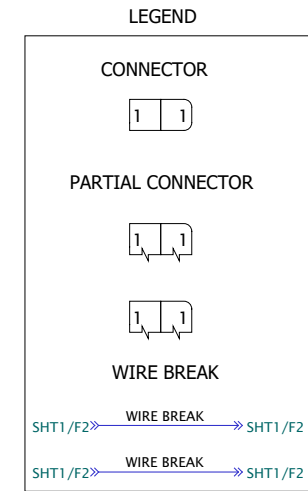 LEGEND
CONNECTOR
1 1
PARTIAL CONNECTOR
1 1
1 1
WIRE BREAK
SHT1/F2 WIRE BREAK SHT1/F2
SHT1/F2 WIRE BREAK SHT1/F2